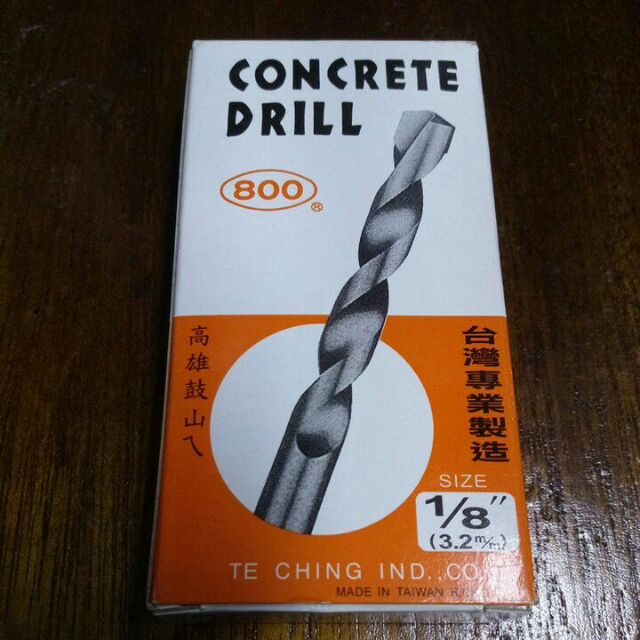 CONCRETE
DRILL
800
®
高雄鼓山ㄟ
台灣專業製造
SIZE
1/8"
(3.2m/m)
TE CHING IND., CO.
MADE IN TAIWAN